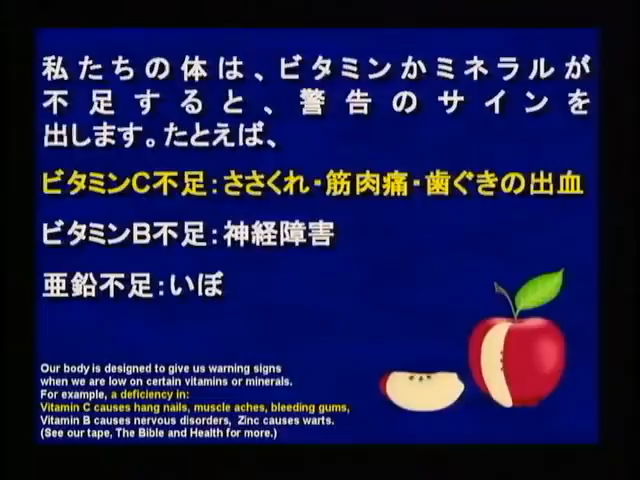 私たちの体は、ビタミンかミネラルが
不足すると、警告のサインを
出します。たとえば、
ビタミンC不足：ささくれ・筋肉痛・歯ぐきの出血
ビタミンB不足：神経障害
亜鉛不足：いぼ
Our body is designed to give us warning signs
when we are low on certain vitamins or minerals.
For example, a deficiency in:
Vitamin C causes hang nails, muscle aches, bleeding gums,
Vitamin B causes nervous disorders, Zinc causes warts.
(See our tape, The Bible and Health for more.)